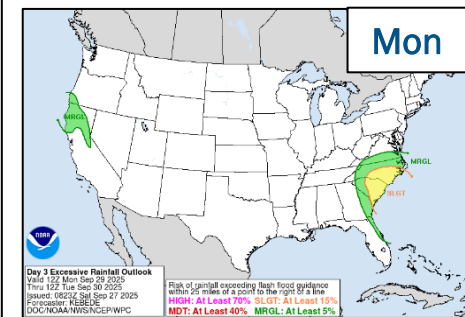 Mon
MRGL
MRGL
SLGT
NOAA
Day 3 Excessive Rainfall Outlook
Valid 12Z Mon Sep 29 2025
Thru 12Z Tue Sep 30 2025
Issued: 0823Z Sat Sep 27 2025
Forecaster: KEBEDE
DOC/NOAA/NWS/NCEP/WPC
Risk of rainfall exceeding flash flood guidance
within 25 miles of a point to the right of a line
HIGH: At Least 70% SLGT: At Least 15%
MDT: At Least 40% MRGL: At Least 5%